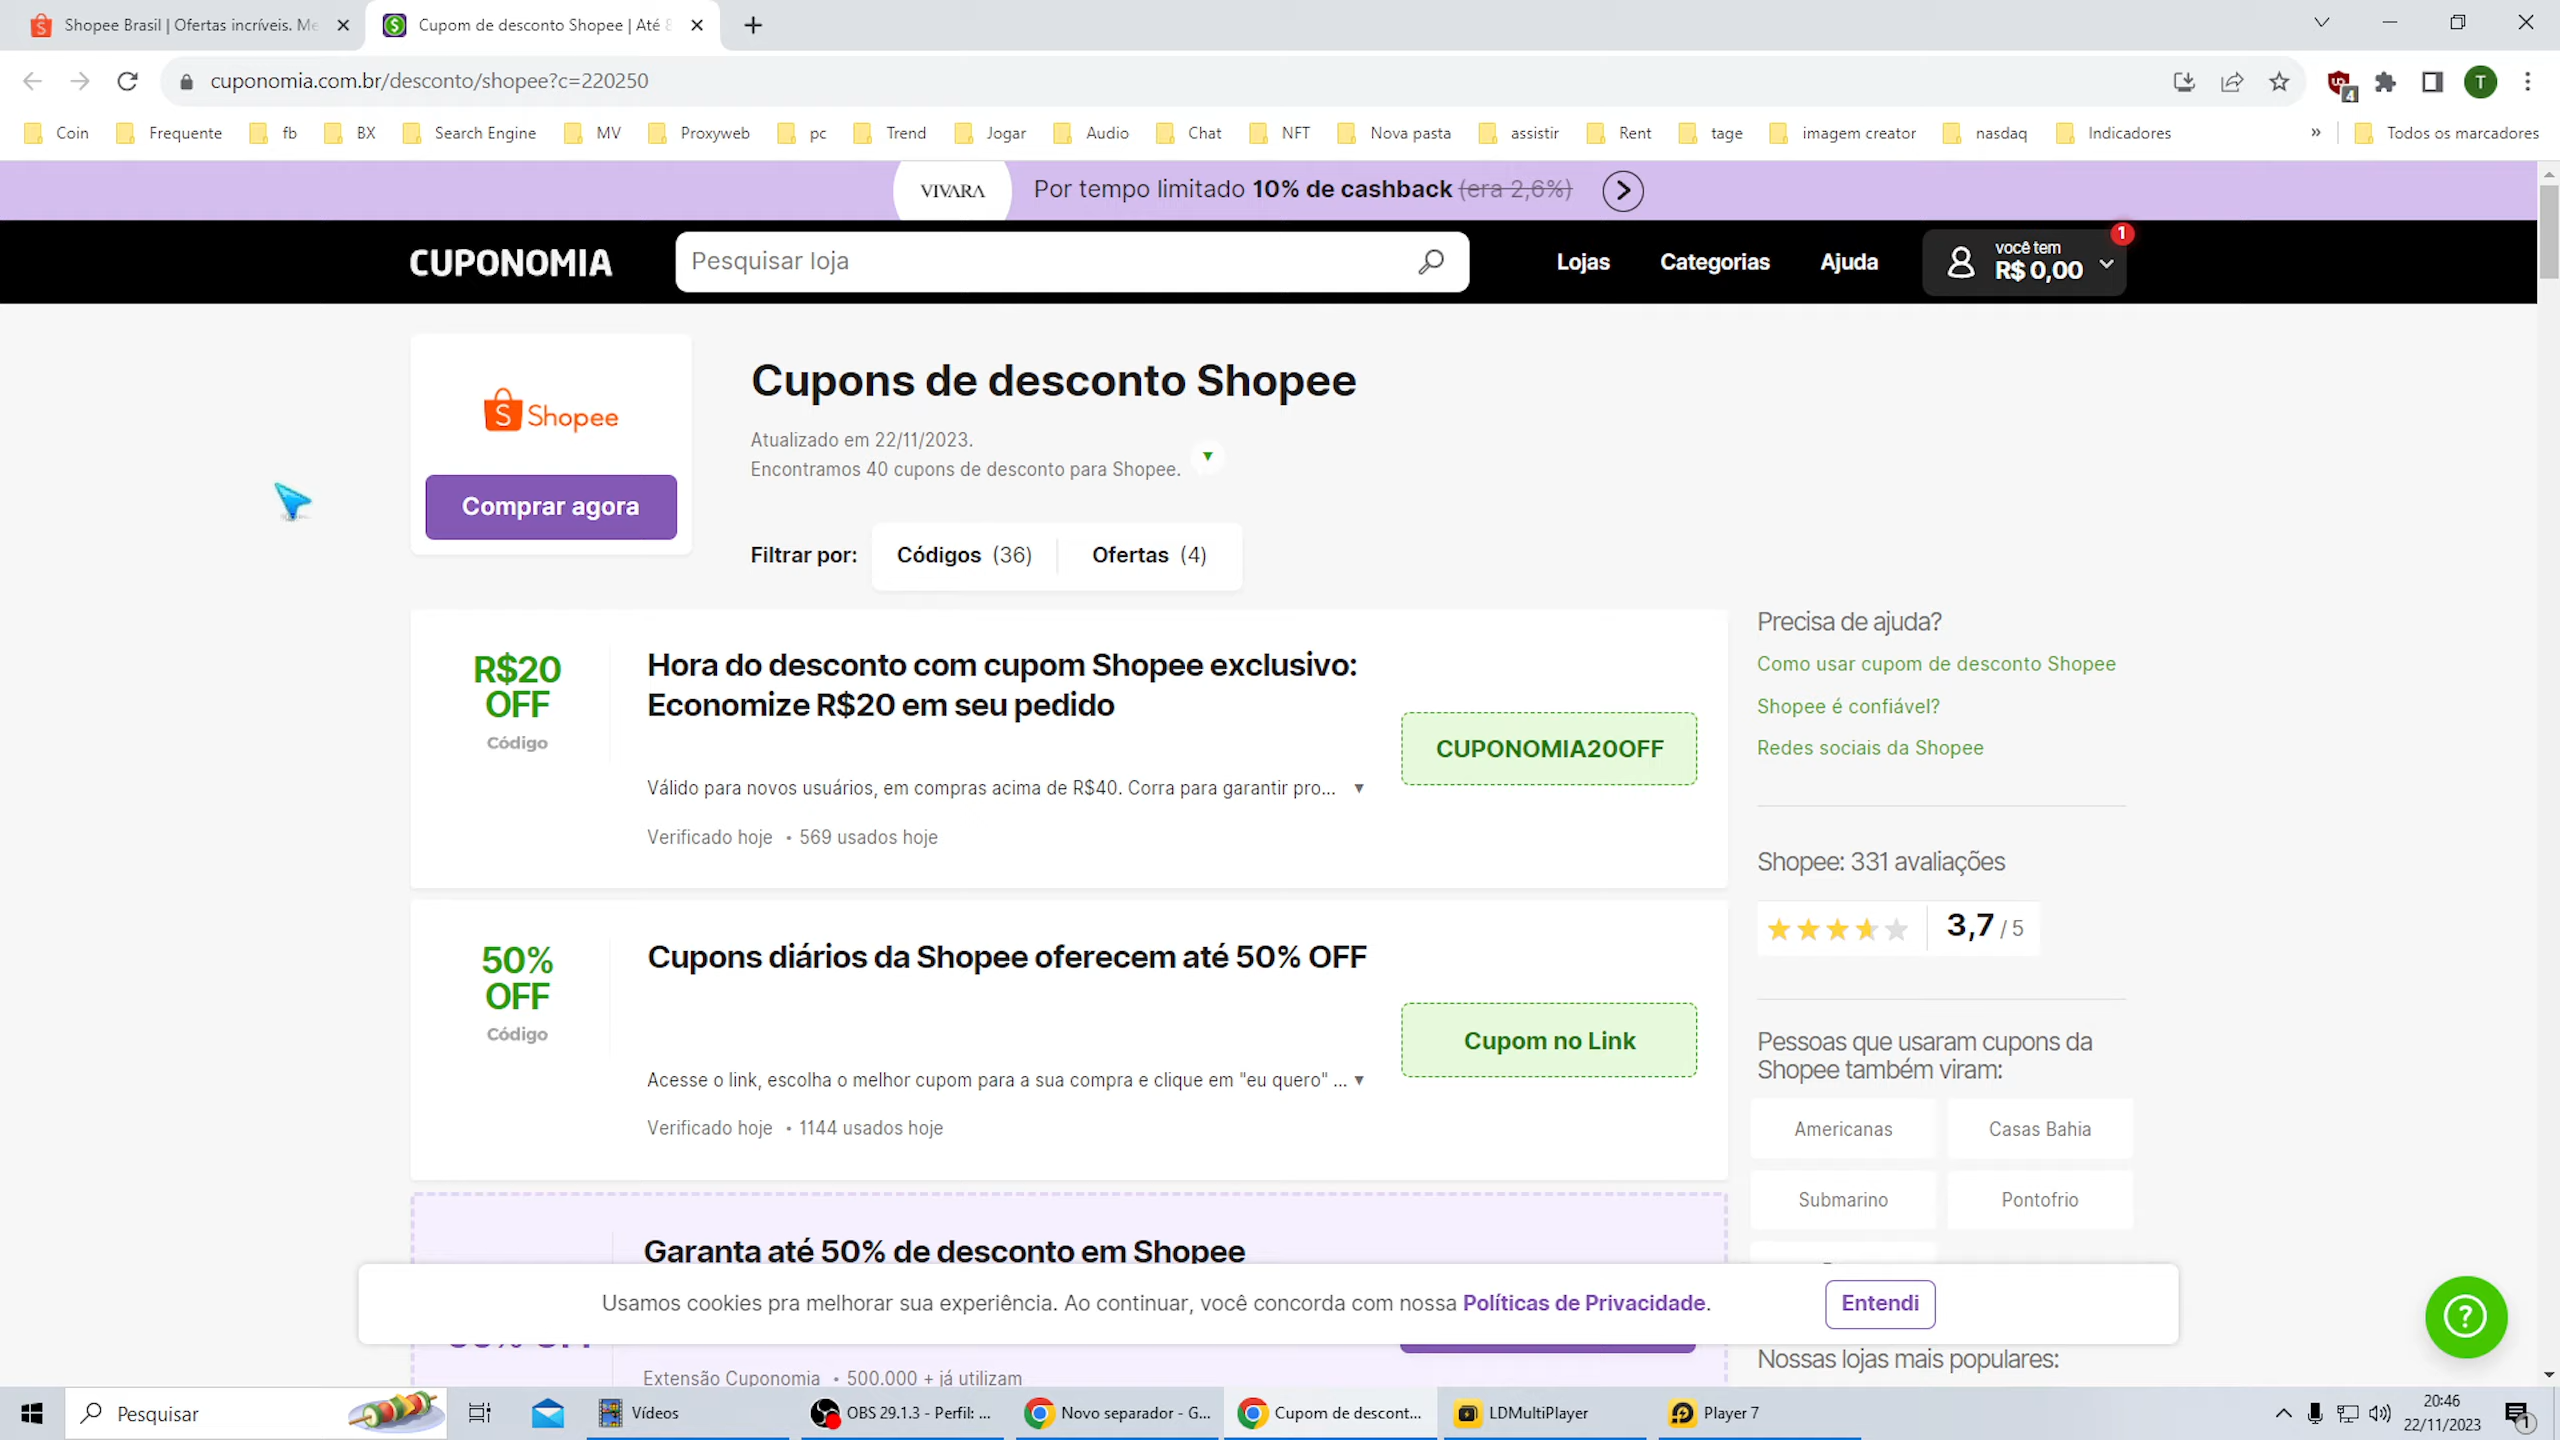 Shopee Brasil | Ofertas incríveis. Me
Cupom de desconto Shopee | Até 8
cuponomia.com.br/desconto/shopee?c=220250
4
T
Coin
Frequente
fb
BX
Search Engine
MV
Proxyweb
pc
Trend
Jogar
Audio
Chat
NFT
Nova pasta
assistir
Rent
tage
imagem creator
nasdaq
Indicadores
»
Todos os marcadores
VIVARA
Por tempo limitado 10% de cashback (era 2,6%)
CUPONOMIA
Pesquisar loja
Lojas
Categorias
Ajuda
você tem
R$ 0,00
1
Shopee
Comprar agora
Cupons de desconto Shopee
Atualizado em 22/11/2023.
Encontramos 40 cupons de desconto para Shopee.
Filtrar por:
Códigos (36)
Ofertas (4)
R$20
OFF
Código
Hora do desconto com cupom Shopee exclusivo:
Economize R$20 em seu pedido
Válido para novos usuários, em compras acima de R$40. Corra para garantir pro...
Verificado hoje • 569 usados hoje
CUPONOMIA20OFF
50%
OFF
Código
Cupons diários da Shopee oferecem até 50% OFF
Acesse o link, escolha o melhor cupom para a sua compra e clique em "eu quero" ...
Verificado hoje • 1144 usados hoje
Cupom no Link
Garanta até 50% de desconto em Shopee
Extensão Cuponomia • 500.000 + já utilizam
Precisa de ajuda?
Como usar cupom de desconto Shopee
Shopee é confiável?
Redes sociais da Shopee
Shopee: 331 avaliações
3,7 / 5
Pessoas que usaram cupons da
Shopee também viram:
Americanas
Casas Bahia
Submarino
Pontofrio
Nossas lojas mais populares:
Usamos cookies pra melhorar sua experiência. Ao continuar, você concorda com nossa Políticas de Privacidade.
Entendi
?
Pesquisar
Vídeos
OBS 29.1.3 - Perfil: ...
Novo separador - G...
Cupom de descont...
LDMultiPlayer
Player 7
20:46
22/11/2023
1